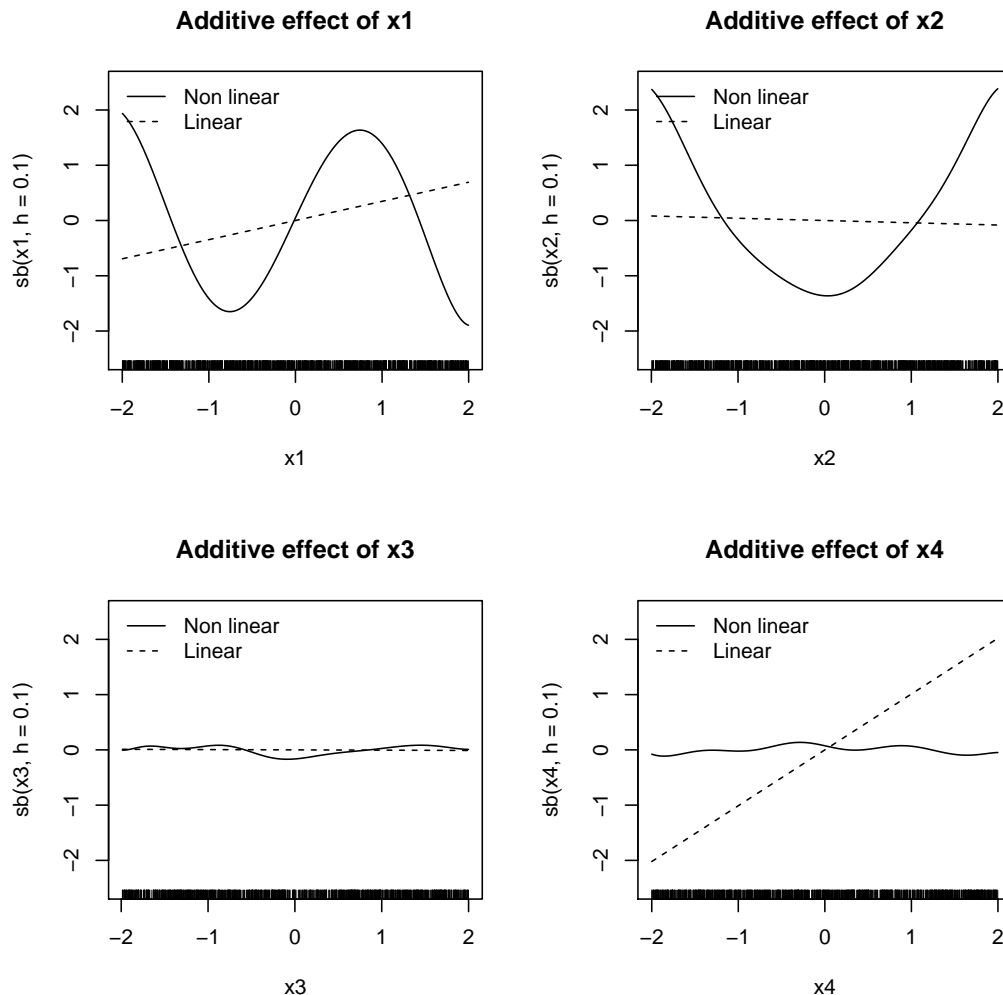 Additive effect of x1
Non linear
Linear
sb(x1, h = 0.1)
2
1
0
−1
−2
−2 −1 0 1 2
x1
Additive effect of x2
Non linear
Linear
sb(x2, h = 0.1)
2
1
0
−1
−2
−2 −1 0 1 2
x2
Additive effect of x3
Non linear
Linear
sb(x3, h = 0.1)
2
1
0
−1
−2
−2 −1 0 1 2
x3
Additive effect of x4
Non linear
Linear
sb(x4, h = 0.1)
2
1
0
−1
−2
−2 −1 0 1 2
x4